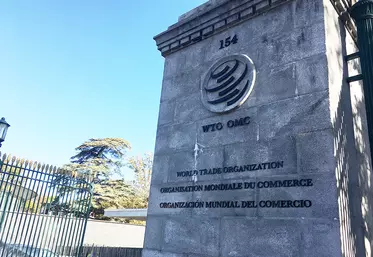 154
WTO OMC
WORLD TRADE ORGANIZATION
ORGANISATION MONDIALE DU COMMERCE
ORGANIZACIÓN MUNDIAL DEL COMERCIO